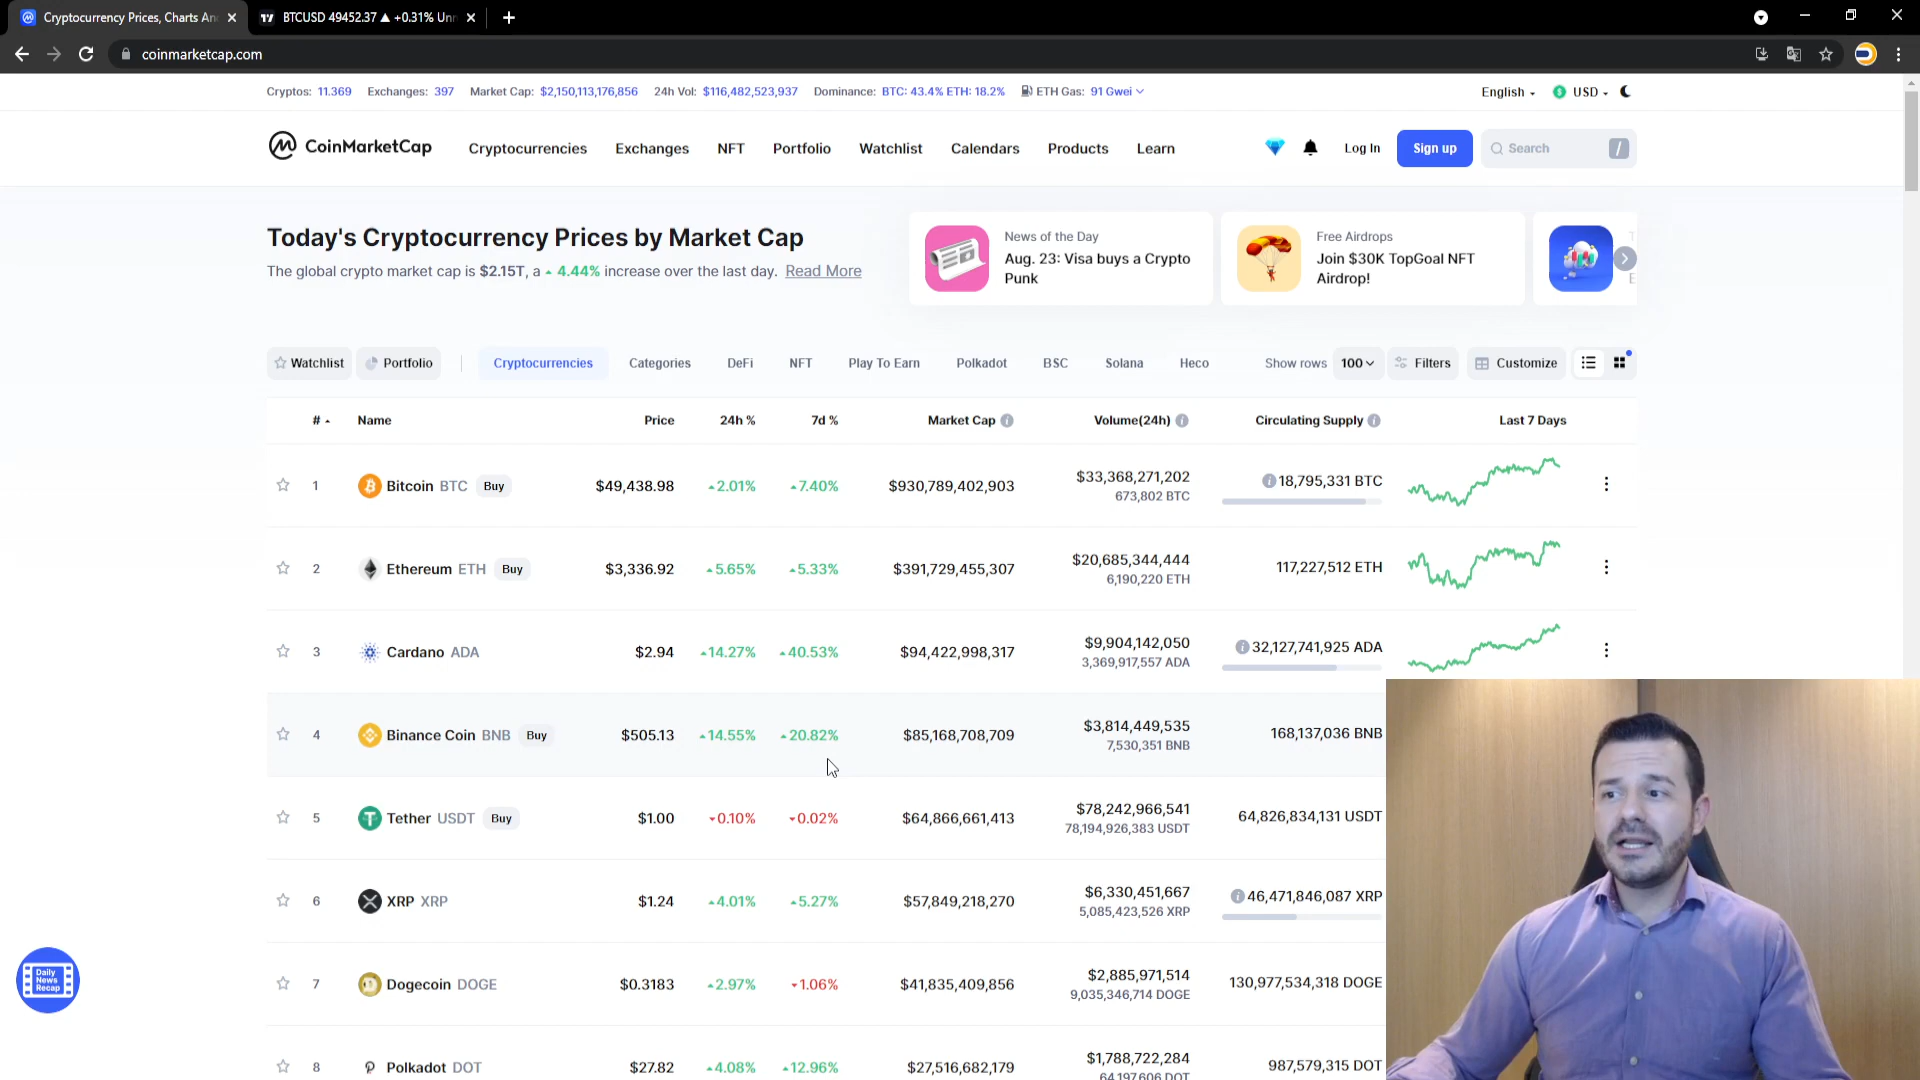 Cryptocurrency Prices, Charts An
BTCUSD 49452.37 ▲ +0.31% Unn
coinmarketcap.com
Cryptos: 11.369 Exchanges: 397 Market Cap: $2,150,113,176,856 24h Vol: $116,482,523,937 Dominance: BTC: 43.4% ETH: 18.2% ETH Gas: 91 Gwei
English USD
CoinMarketCap Cryptocurrencies Exchanges NFT Portfolio Watchlist Calendars Products Learn Log In Sign up Search /
Today's Cryptocurrency Prices by Market Cap
The global crypto market cap is $2.15T, a 4.44% increase over the last day. Read More
News of the Day
Aug. 23: Visa buys a Crypto
Punk
Free Airdrops
Join $30K TopGoal NFT
Airdrop!
Watchlist Portfolio Cryptocurrencies Categories DeFi NFT Play To Earn Polkadot BSC Solana Heco Show rows 100 Filters Customize
# Name Price 24h % 7d % Market Cap Volume(24h) Circulating Supply Last 7 Days
1 Bitcoin BTC Buy $49,438.98 2.01% 7.40% $930,789,402,903 $33,368,271,202 18,795,331 BTC
673,802 BTC
2 Ethereum ETH Buy $3,336.92 5.65% 5.33% $391,729,455,307 $20,685,344,444 117,227,512 ETH
6,190,220 ETH
3 Cardano ADA $2.94 14.27% 40.53% $94,422,998,317 $9,904,142,050 32,127,741,925 ADA
3,369,917,557 ADA
4 Binance Coin BNB Buy $505.13 14.55% 20.82% $85,168,708,709 $3,814,449,535 168,137,036 BNB
7,530,351 BNB
5 Tether USDT Buy $1.00 0.10% 0.02% $64,866,661,413 $78,242,966,541 64,826,834,131 USDT
78,194,926,383 USDT
6 XRP XRP $1.24 4.01% 5.27% $57,849,218,270 $6,330,451,667 46,471,846,087 XRP
5,085,423,526 XRP
7 Dogecoin DOGE $0.3183 2.97% 1.06% $41,835,409,856 $2,885,971,514 130,977,534,318 DOGE
9,035,346,714 DOGE
8 Polkadot DOT $27.82 4.08% 12.96% $27,516,682,179 $1,788,722,284 987,579,315 DOT
64,197,606 DOT
Daily
News
Recap